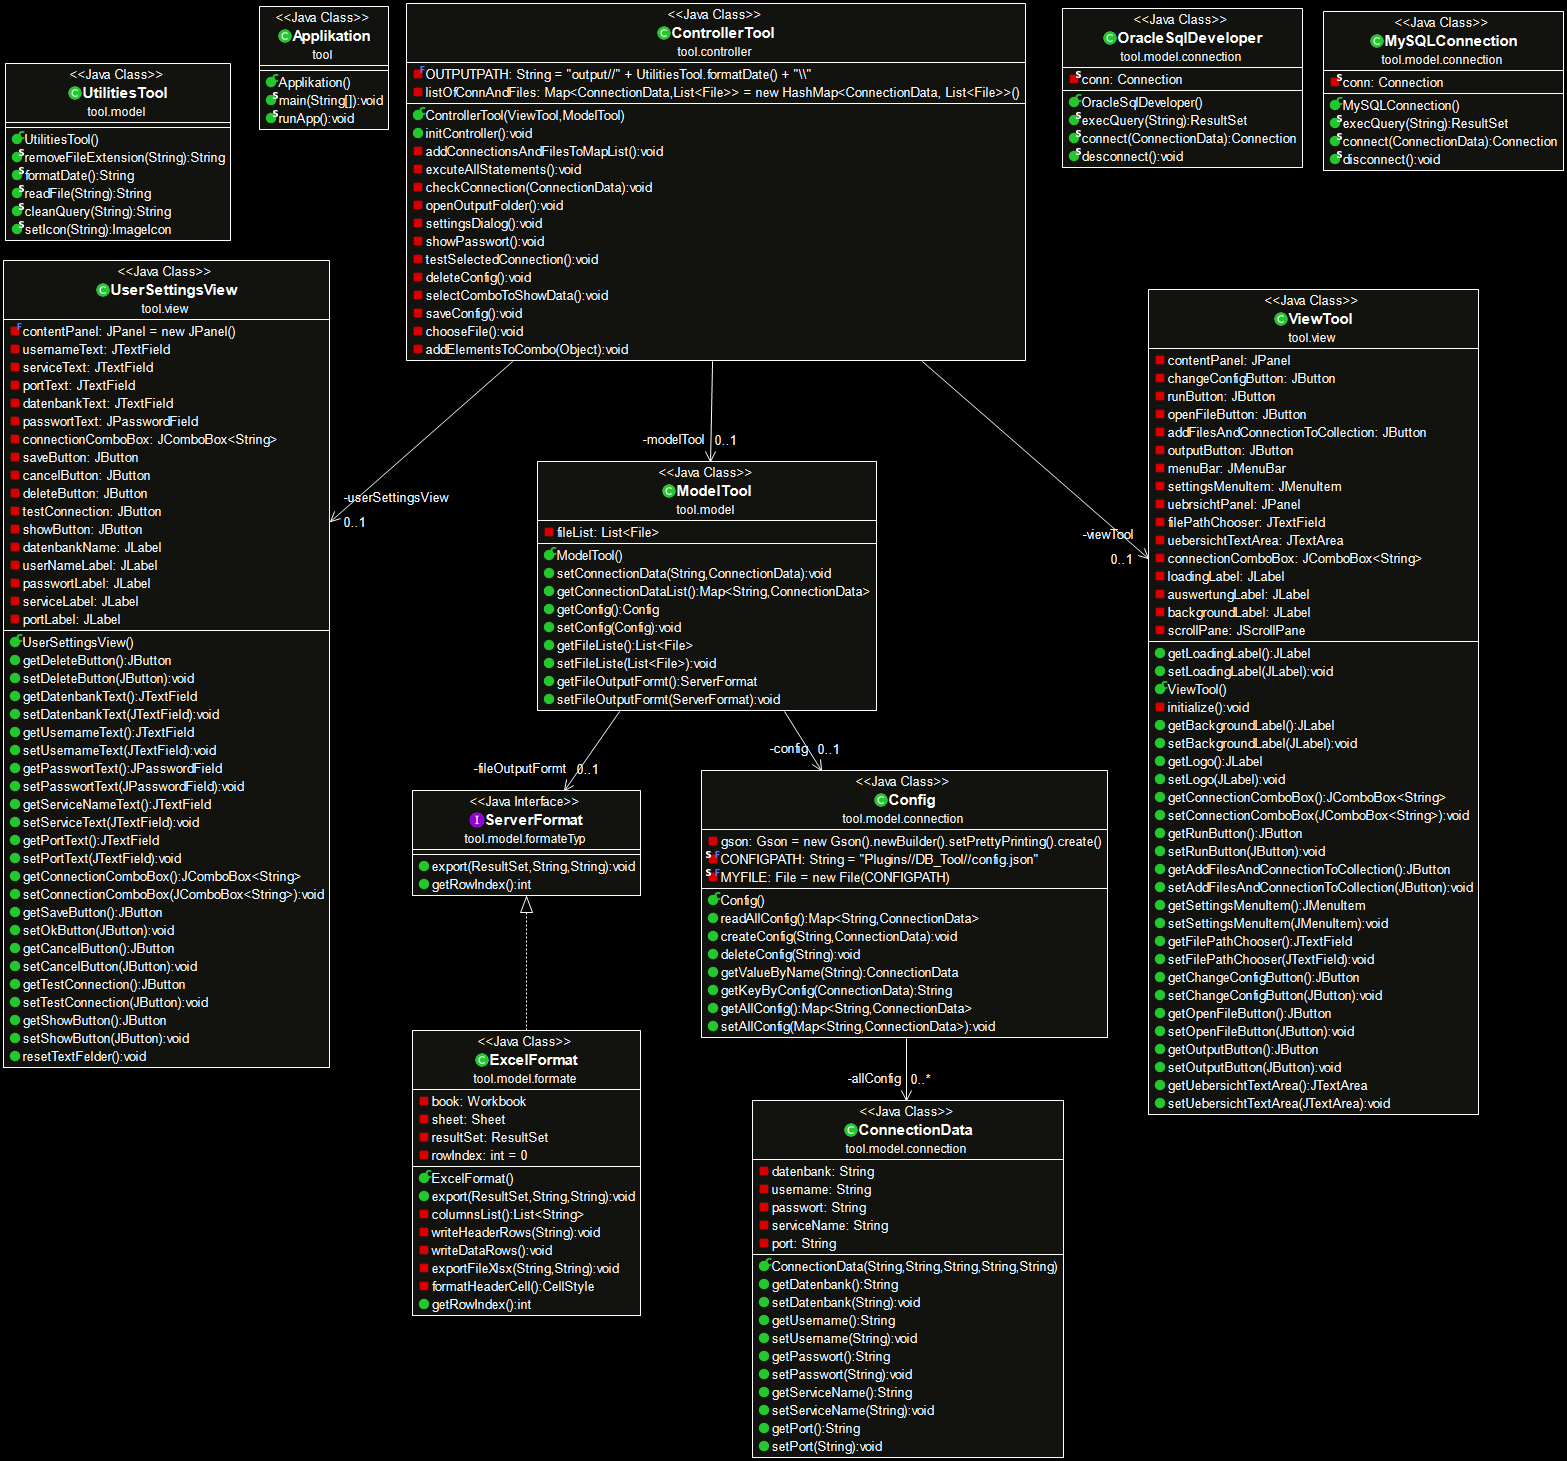 <<Java Class>>
UtilitiesTool
tool.model
UtilitiesTool()
removeFileExtension(String):String
formatDate():String
readFile(String):String
cleanQuery(String):String
setIcon(String):ImageIcon
<<Java Class>>
Applikation
tool
Applikation()
main(String[]):void
runApp():void
<<Java Class>>
ControllerTool
tool.controller
OUTPUTPATH: String = "output//" + UtilitiesTool.formatDate() + "\\"
listOfConnAndFiles: Map<ConnectionData,List<File>> = new HashMap<ConnectionData, List<File>>()
ControllerTool(ViewTool,ModelTool)
initController():void
addConnectionsAndFilesToMapList():void
excuteAllStatements():void
checkConnection(ConnectionData):void
openOutputFolder():void
settingsDialog():void
showPasswort():void
testSelectedConnection():void
deleteConfig():void
selectComboToShowData():void
saveConfig():void
chooseFile():void
addElementsToCombo(Object):void
<<Java Class>>
OracleSqlDeveloper
tool.model.connection
conn: Connection
OracleSqlDeveloper()
execQuery(String):ResultSet
connect(ConnectionData):Connection
desconnect():void
<<Java Class>>
MySQLConnection
tool.model.connection
conn: Connection
MySQLConnection()
execQuery(String):ResultSet
connect(ConnectionData):Connection
disconnect():void
<<Java Class>>
UserSettingsView
tool.view
contentPanel: JPanel = new JPanel()
usernameText: JTextField
serviceText: JTextField
portText: JTextField
datenbankText: JTextField
passwortText: JPasswordField
connectionComboBox: JComboBox<String>
saveButton: JButton
cancelButton: JButton
deleteButton: JButton
testConnection: JButton
showButton: JButton
datenbankName: JLabel
userNameLabel: JLabel
passwortLabel: JLabel
serviceLabel: JLabel
portLabel: JLabel
UserSettingsView()
getDeleteButton():JButton
setDeleteButton(JButton):void
getDatenbankText():JTextField
setDatenbankText(JTextField):void
getUsernameText():JTextField
setUsernameText(JTextField):void
getPasswortText():JPasswordField
setPasswortText(JPasswordField):void
getServiceNameText():JTextField
setServiceText(JTextField):void
getPortText():JTextField
setPortText(JTextField):void
getConnectionComboBox():JComboBox<String>
setConnectionComboBox(JComboBox<String>):void
getSaveButton():JButton
setOkButton(JButton):void
getCancelButton():JButton
setCancelButton(JButton):void
getTestConnection():JButton
setTestConnection(JButton):void
getShowButton():JButton
setShowButton(JButton):void
resetTextFelder():void
-userSettingsView
0..1
-modelTool 0..1
-viewTool
0..1
<<Java Class>>
ModelTool
tool.model
fileList: List<File>
ModelTool()
setConnectionData(String,ConnectionData):void
getConnectionDataList():Map<String,ConnectionData>
getConfig():Config
setConfig(Config):void
getFileListe():List<File>
setFileListe(List<File>):void
getFileOutputFormt():ServerFormat
setFileOutputFormt(ServerFormat):void
<<Java Class>>
ViewTool
tool.view
contentPanel: JPanel
changeConfigButton: JButton
runButton: JButton
openFileButton: JButton
addFilesAndConnectionToCollection: JButton
outputButton: JButton
menuBar: JMenuBar
settingsMenuItem: JMenuItem
uebrsichtPanel: JPanel
filePathChooser: JTextField
uebersichtTextArea: JTextArea
connectionComboBox: JComboBox<String>
loadingLabel: JLabel
auswertungLabel: JLabel
backgroundLabel: JLabel
scrollPane: JScrollPane
getLoadingLabel():JLabel
setLoadingLabel(JLabel):void
ViewTool()
initialize():void
getBackgroundLabel():JLabel
setBackgroundLabel(JLabel):void
getLogo():JLabel
setLogo(JLabel):void
getConnectionComboBox():JComboBox<String>
setConnectionComboBox(JComboBox<String>):void
getRunButton():JButton
setRunButton(JButton):void
getAddFilesAndConnectionToCollection():JButton
setAddFilesAndConnectionToCollection(JButton):void
getSettingsMenuItem():JMenuItem
setSettingsMenuItem(JMenuItem):void
getFilePathChooser():JTextField
setFilePathChooser(JTextField):void
getChangeConfigButton():JButton
setChangeConfigButton(JButton):void
getOpenFileButton():JButton
setOpenFileButton(JButton):void
getOutputButton():JButton
setOutputButton(JButton):void
getUebersichtTextArea():JTextArea
setUebersichtTextArea(JTextArea):void
-fileOutputFormt 0..1
-config 0..1
<<Java Interface>>
ServerFormat
tool.model.formateTyp
export(ResultSet,String,String):void
getRowIndex():int
<<Java Class>>
Config
tool.model.connection
gson: Gson = new Gson().newBuilder().setPrettyPrinting().create()
CONFIGPATH: String = "Plugins//DB_Tool//config.json"
MYFILE: File = new File(CONFIGPATH)
Config()
readAllConfig():Map<String,ConnectionData>
createConfig(String,ConnectionData):void
deleteConfig(String):void
getValueByName(String):ConnectionData
getKeyByConfig(ConnectionData):String
getAllConfig():Map<String,ConnectionData>
setAllConfig(Map<String,ConnectionData>):void
<<Java Class>>
ExcelFormat
tool.model.formate
book: Workbook
sheet: Sheet
resultSet: ResultSet
rowIndex: int = 0
ExcelFormat()
export(ResultSet,String,String):void
columnsList():List<String>
writeHeaderRows(String):void
writeDataRows():void
exportFileXlsx(String,String):void
formatHeaderCell():CellStyle
getRowIndex():int
-allConfig 0..*
<<Java Class>>
ConnectionData
tool.model.connection
datenbank: String
username: String
passwort: String
serviceName: String
port: String
ConnectionData(String,String,String,String,String)
getDatenbank():String
setDatenbank(String):void
getUsername():String
setUsername(String):void
getPasswort():String
setPasswort(String):void
getServiceName():String
setServiceName(String):void
getPort():String
setPort(String):void